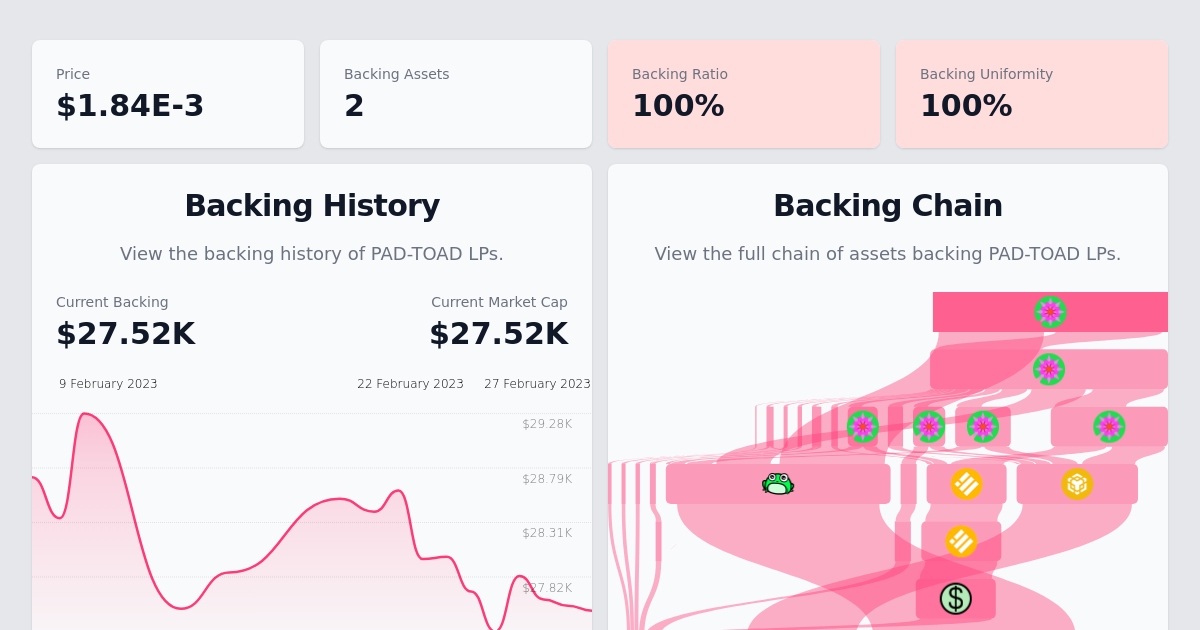 Price
$1.84E-3
Backing Assets
2
Backing Ratio
100%
Backing Uniformity
100%
Backing History
View the backing history of PAD-TOAD LPs.
Current Backing
$27.52K
Current Market Cap
$27.52K
9 February 2023
22 February 2023
27 February 2023
$29.28K
$28.79K
$28.31K
$27.82K
Backing Chain
View the full chain of assets backing PAD-TOAD LPs.
$